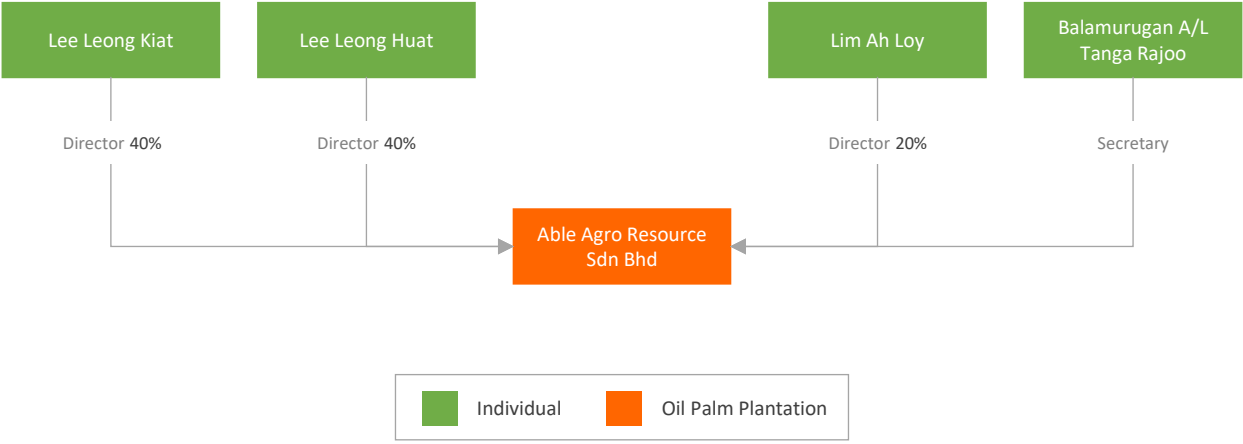 Lee Leong Kiat
Lee Leong Huat
Lim Ah Loy
Balamurugan A/L
Tanga Rajoo
Director 40%
Director 40%
Director 20%
Secretary
Able Agro Resource
Sdn Bhd
Individual
Oil Palm Plantation